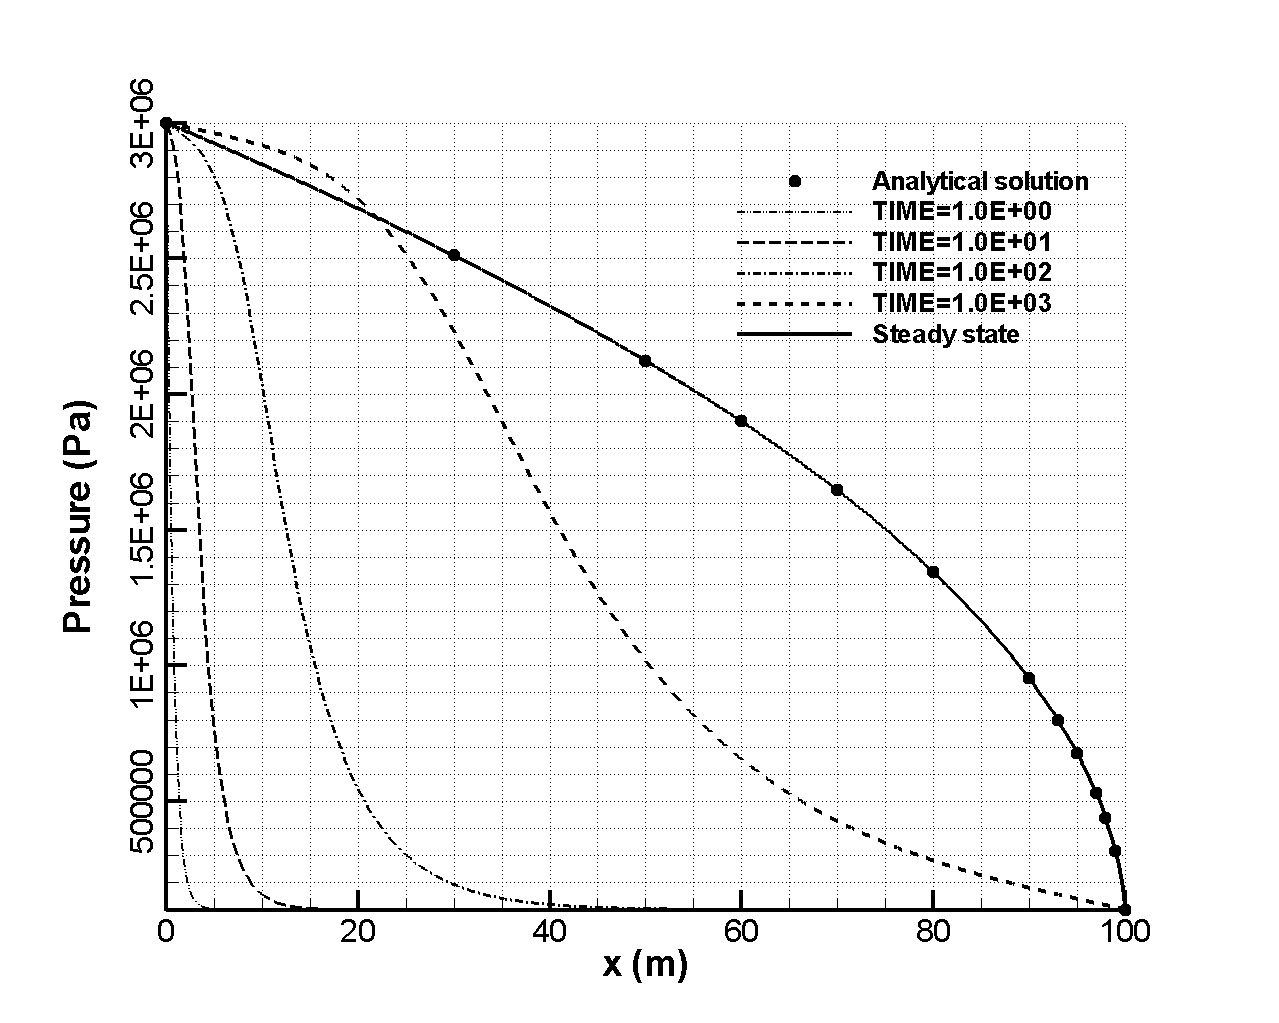 3E+06
2.5E+06
2E+06
1.5E+06
1E+06
500000
Pressure (Pa)
Analytical solution
TIME=1.0E+00
TIME=1.0E+01
TIME=1.0E+02
TIME=1.0E+03
Steady state
0 20 40 60 80 100
x (m)